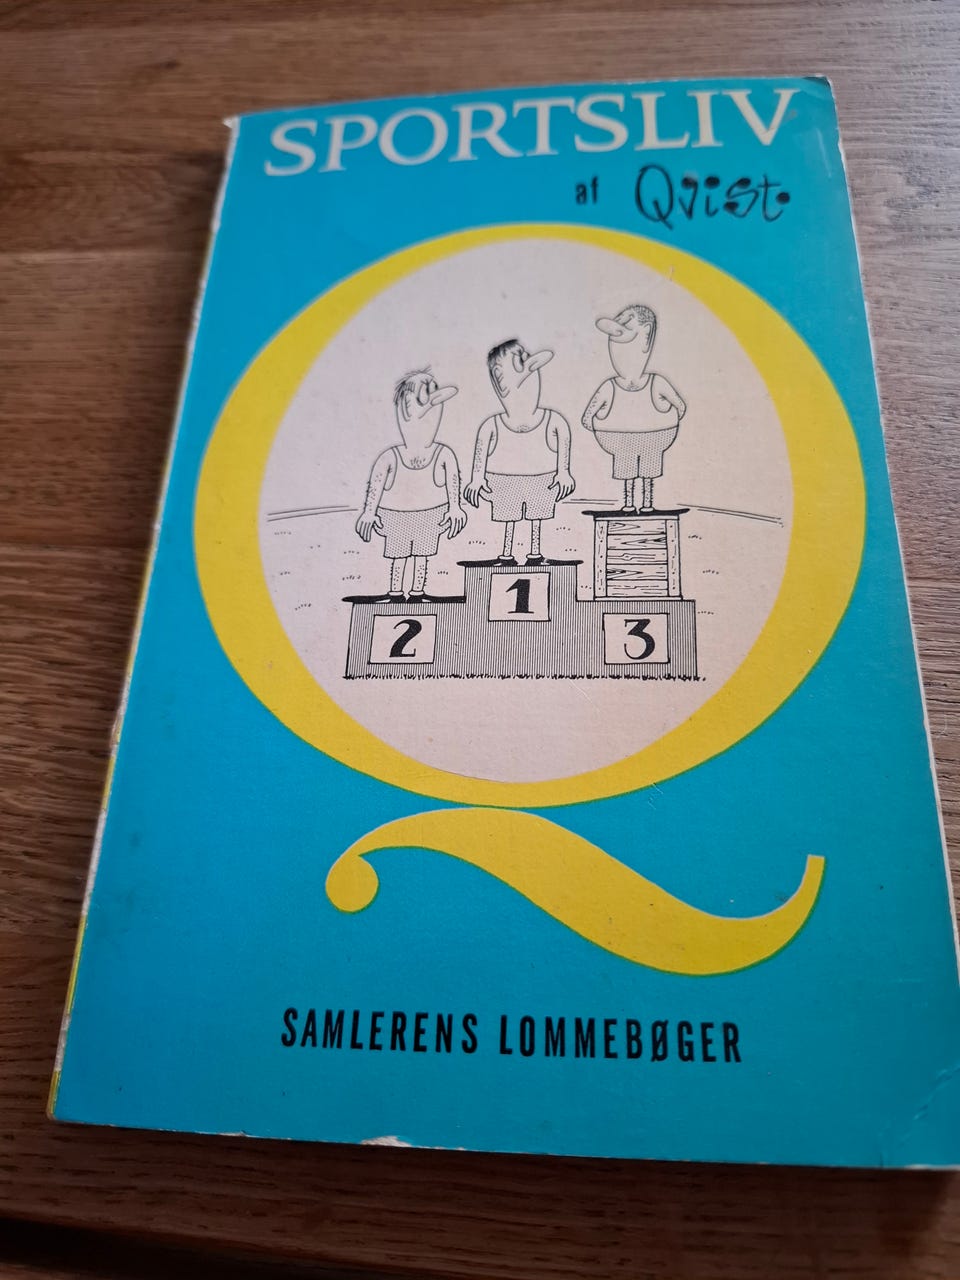 SPORTSLIV
af Qvist
2 1 3
SAMLERENS LOMMEBØGER